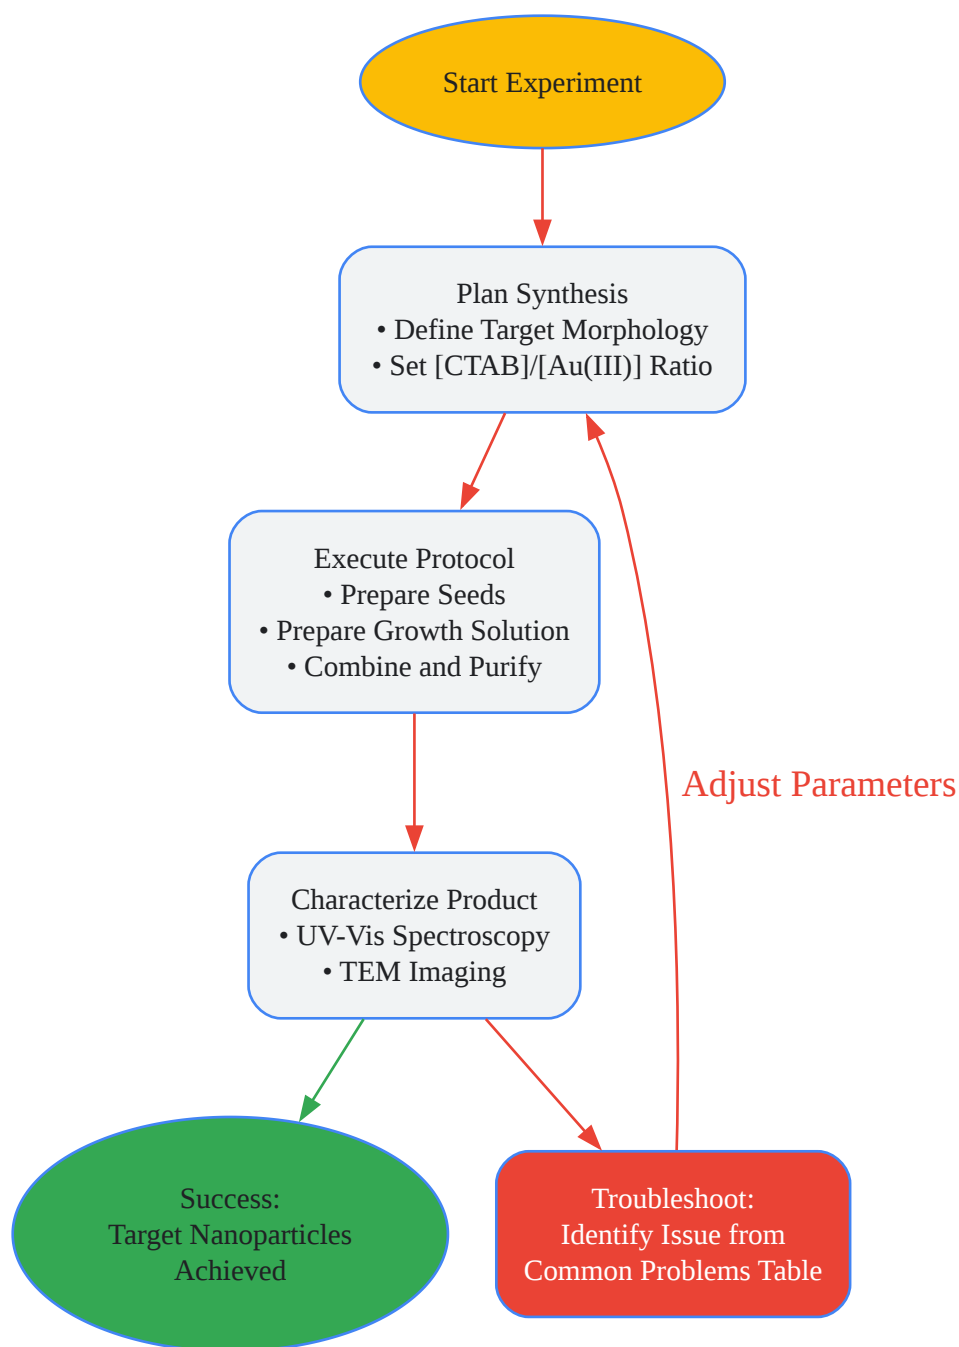 Start Experiment
Plan Synthesis
• Define Target Morphology
• Set [CTAB]/[Au(III)] Ratio
Execute Protocol
• Prepare Seeds
• Prepare Growth Solution
• Combine and Purify
Adjust Parameters
Characterize Product
• UV-Vis Spectroscopy
• TEM Imaging
Success:
Target Nanoparticles
Achieved
Troubleshoot:
Identify Issue from
Common Problems Table